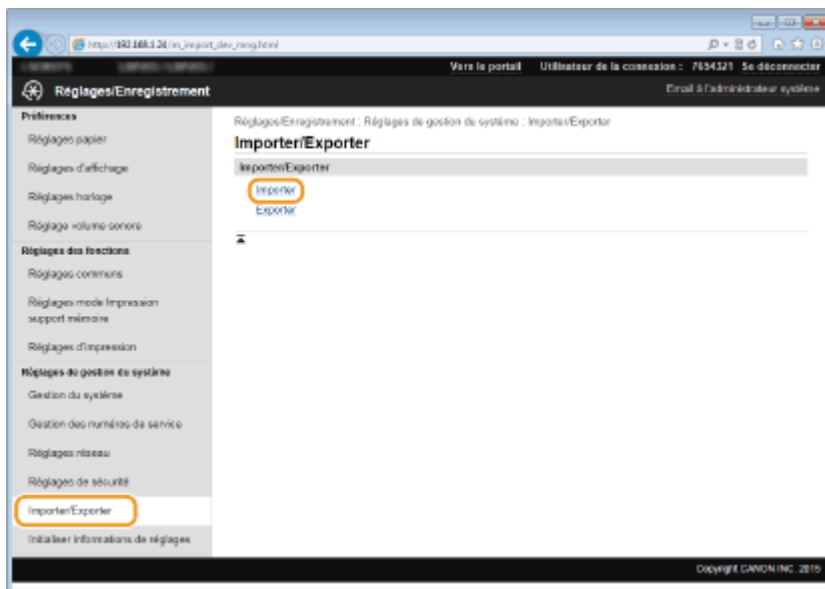 http://192.168.1.24/m_import_dev_mng.html
Vers le portail Utilisateur de la connexion : 7654321 Se déconnecter
Réglages/Enregistrement
Email à l'administrateur système
Préférences
Réglages papier
Réglages d'affichage
Réglages horloge
Réglage volume sonore
Réglages des fonctions
Réglages communs
Réglages mode Impression
support mémoire
Réglages d'impression
Réglages de gestion du système
Gestion du système
Gestion des numéros de service
Réglages réseau
Réglages de sécurité
Importer/Exporter
Initialiser informations de réglages
Réglages/Enregistrement : Réglages de gestion du système : Importer/Exporter
Importer/Exporter
Importer/Exporter
Importer
Exporter
Copyright CANON INC. 2015